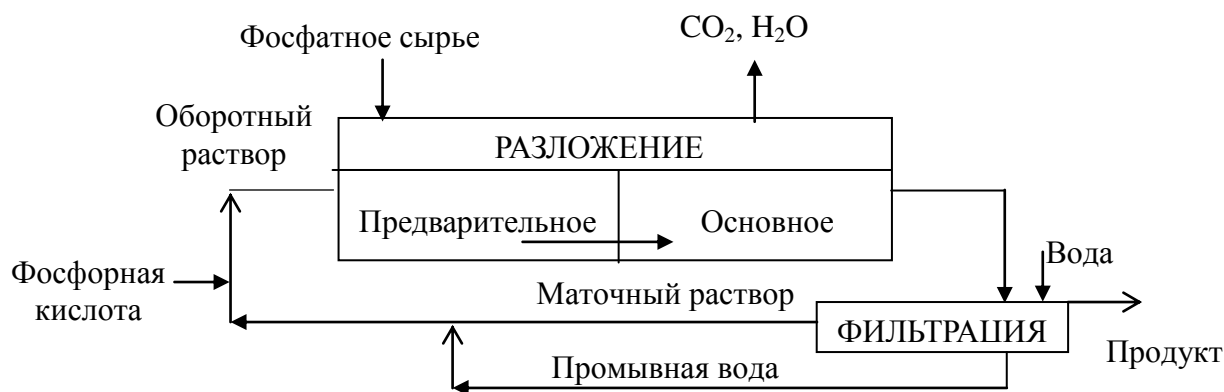 Фосфатное сырье
CO₂, H₂O
Оборотный
раствор
РАЗЛОЖЕНИЕ
Предварительное
Основное
Фосфорная
кислота
Вода
Маточный раствор
ФИЛЬТРАЦИЯ
Продукт
Промывная вода